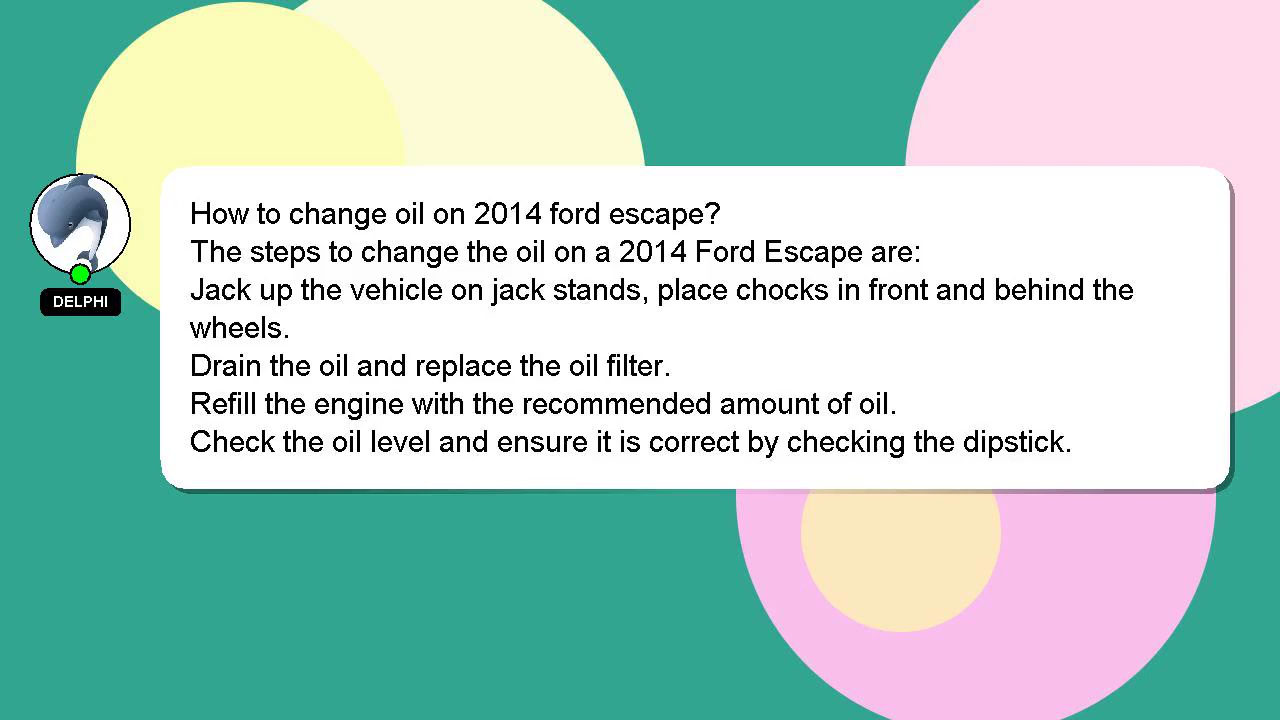 How to change oil on 2014 ford escape?
The steps to change the oil on a 2014 Ford Escape are:
Jack up the vehicle on jack stands, place chocks in front and behind the
wheels.
Drain the oil and replace the oil filter.
Refill the engine with the recommended amount of oil.
Check the oil level and ensure it is correct by checking the dipstick.
DELPHI